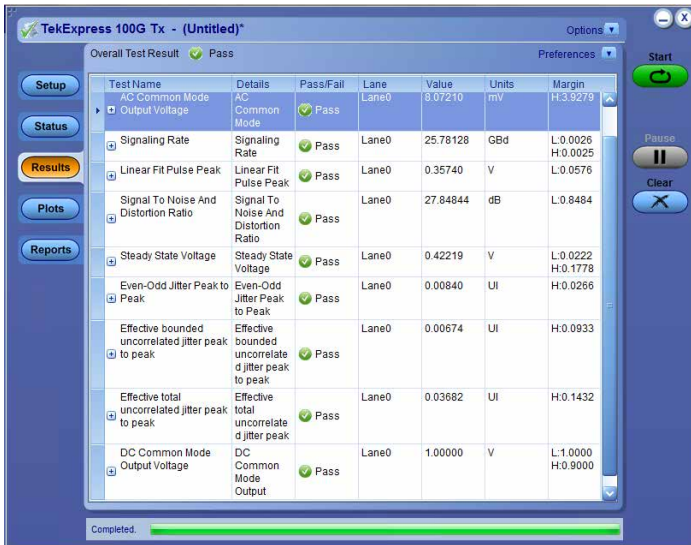 TekExpress 100G Tx - (Untitled)*
Options
Overall Test Result Pass
Preferences
Start
Setup
Status
Results
Plots
Reports
Pause
Clear
Test Name Details Pass/Fail Lane Value Units Margin
AC Common Mode Output Voltage AC Common Mode Pass Lane0 8.07210 mV H:3.9279
Signaling Rate Signaling Rate Pass Lane0 25.78128 GBd L:0.0026 H:0.0025
Linear Fit Pulse Peak Linear Fit Pulse Peak Pass Lane0 0.35740 V L:0.0576
Signal To Noise And Distortion Ratio Signal To Noise And Distortion Ratio Pass Lane0 27.84844 dB L:0.8484
Steady State Voltage Steady State Voltage Pass Lane0 0.42219 V L:0.0222 H:0.1778
Even-Odd Jitter Peak to Peak Even-Odd Jitter Peak to Peak Pass Lane0 0.00840 UI H:0.0266
Effective bounded uncorrelated jitter peak to peak Effective bounded uncorrelate d jitter peak to peak Pass Lane0 0.00674 UI H:0.0933
Effective total uncorrelated jitter peak to peak Effective total uncorrelate d jitter peak Pass Lane0 0.03682 UI H:0.1432
DC Common Mode Output Voltage DC Common Mode Output Pass Lane0 1.00000 V L:1.0000 H:0.9000
Completed.